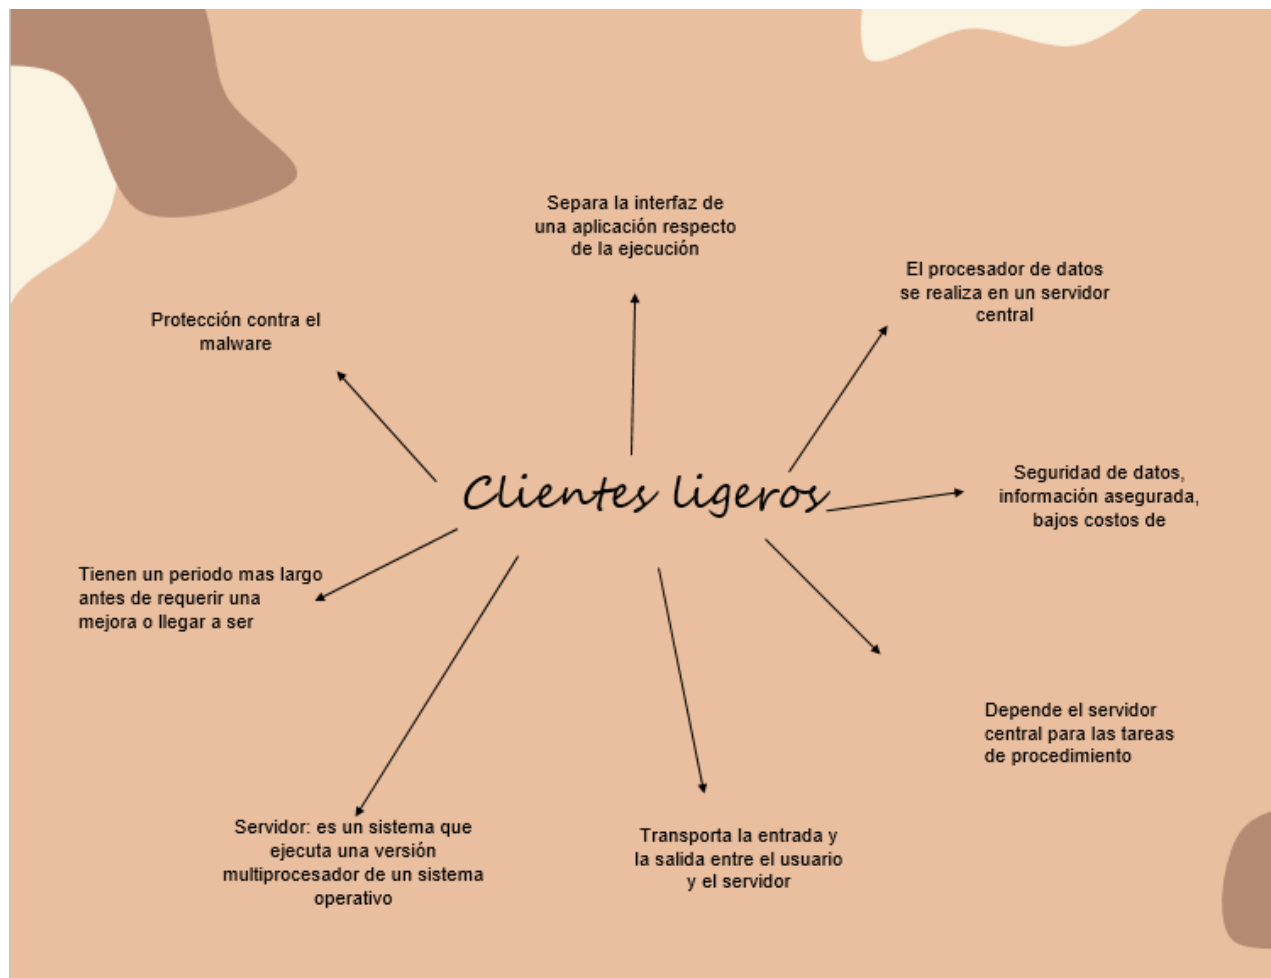 Separa la interfaz de
una aplicación respecto
de la ejecución
El procesador de datos
se realiza en un servidor
central
Protección contra el
malware
Clientes ligeros
Seguridad de datos,
información asegurada,
bajos costos de
Tienen un periodo mas largo
antes de requerir una
mejora o llegar a ser
Depende el servidor
central para las tareas
de procedimiento
Servidor: es un sistema que
ejecuta una versión
multiprocesador de un sistema
operativo
Transporta la entrada y
la salida entre el usuario
y el servidor